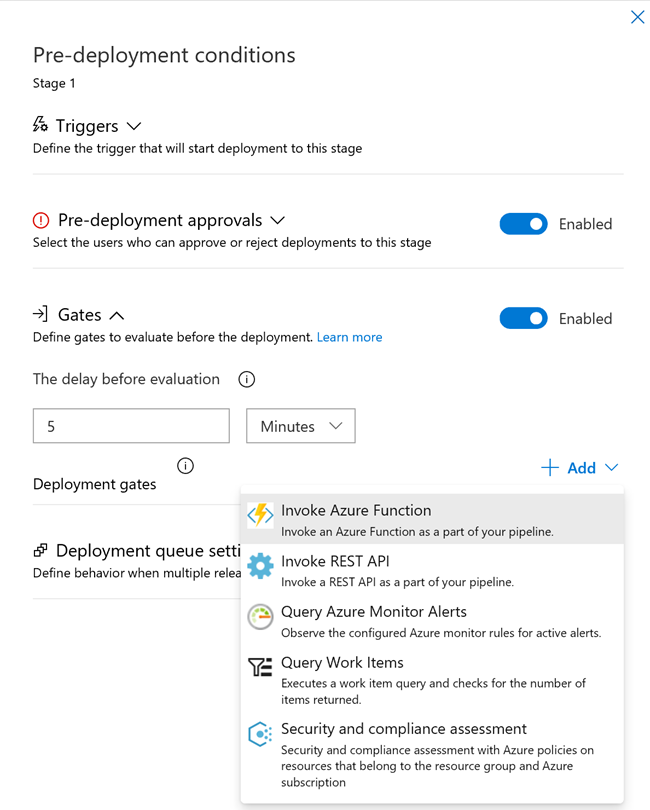 Pre-deployment conditions
Stage 1
Triggers
Define the trigger that will start deployment to this stage
Pre-deployment approvals
Enabled
Select the users who can approve or reject deployments to this stage
Gates
Enabled
Define gates to evaluate before the deployment. Learn more
The delay before evaluation
5
Minutes
Add
Deployment gates
Invoke Azure Function
Invoke an Azure Function as a part of your pipeline.
Deployment queue setti
Define behavior when multiple relea
Invoke REST API
Invoke a REST API as a part of your pipeline.
Query Azure Monitor Alerts
Observe the configured Azure monitor rules for active alerts.
Query Work Items
Executes a work item query and checks for the number of
items returned.
Security and compliance assessment
Security and compliance assessment with Azure policies on
resources that belong to the resource group and Azure
subscription